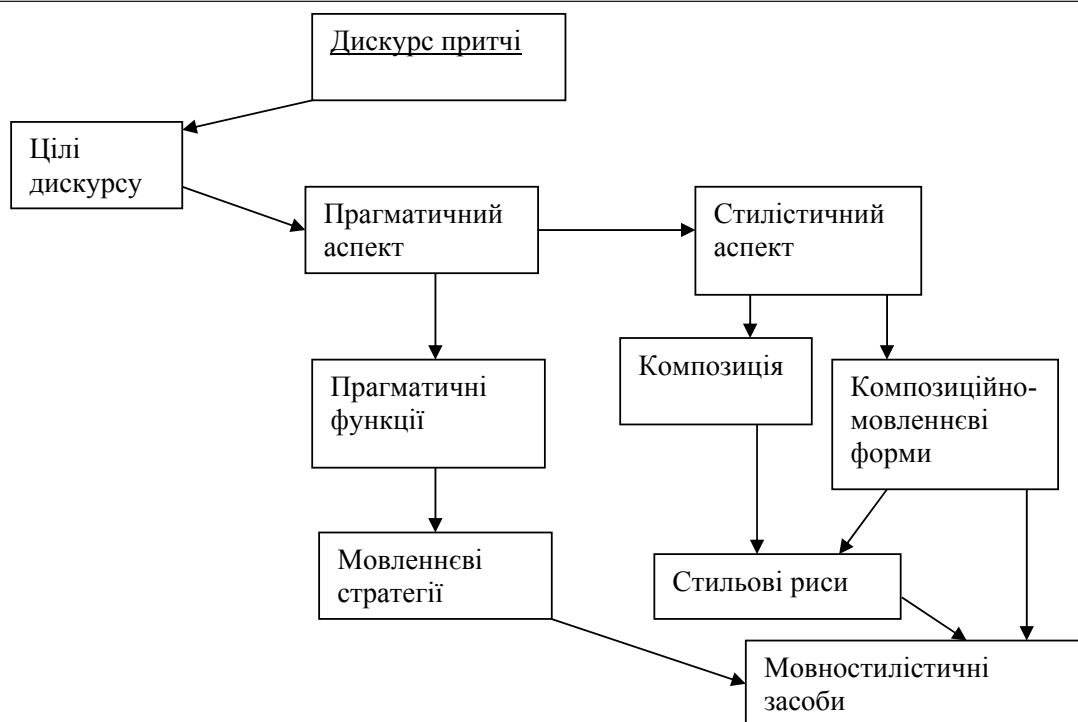 Дискурс притчі
Цілі
дискурсу
Прагматичний
аспект
Стилістичний
аспект
Композиція
Прагматичні
функції
Композиційно-
мовленнєві
форми
Мовленнєві
стратегії
Стильові риси
Мовностилістичні
засоби